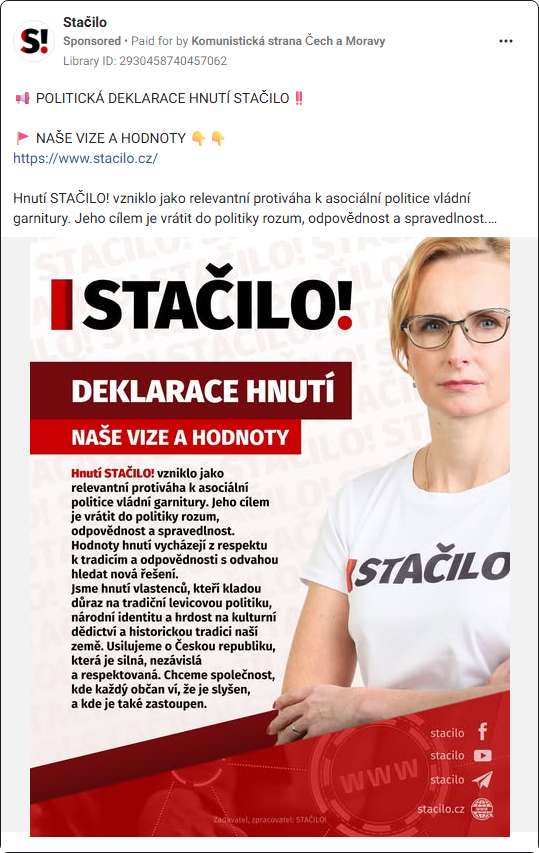 Stačilo
Sponsored • Paid for by Komunistická strana Čech a Moravy
Library ID: 2930458740457062
POLITICKÁ DEKLARACE HNUTÍ STAČILO ‼
NAŠE VIZE A HODNOTY
https://www.stacilo.cz/
Hnutí STAČILO! vzniklo jako relevantní protiváha k asociální politice vládní
garnitury. Jeho cílem je vrátit do politiky rozum, odpovědnost a spravedlnost....
S!
STAČILO!
DEKLARACE HNUTÍ
NAŠE VIZE A HODNOTY
Hnutí STAČILO! vzniklo jako
relevantní protiváha k asociální
politice vládní garnitury. Jeho cílem
je vrátit do politiky rozum,
odpovědnost a spravedlnost.
Hodnoty hnutí vycházejí z respektu
k tradicím a odpovědnosti s odvahou
hledat nová řešení.
Jsme hnutí vlastenců, kteří kladou
důraz na tradiční levicovou politiku,
národní identitu a hrdost na kulturní
dědictví a historickou tradici naší
země. Usilujeme o Českou republiku,
která je silná, nezávislá
a respektovaná. Chceme společnost,
kde každý občan ví, že je slyšen,
a kde je také zastoupen.
STAČILO
stacilo
stacilo
stacilo
stacilo.cz
WWW
Zadavatel, zpracovatel: STAČILO!